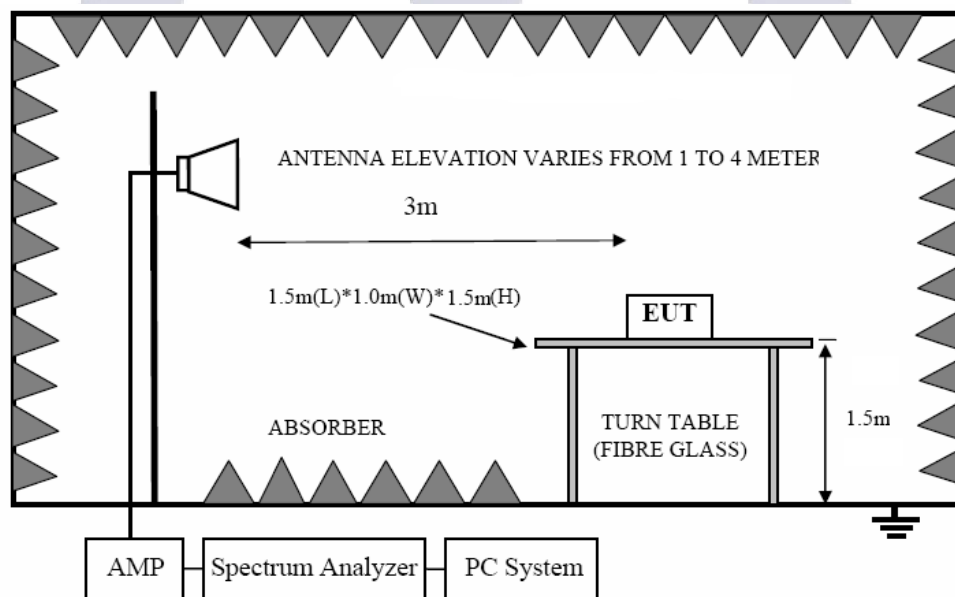 ANTENNA ELEVATION VARIES FROM 1 TO 4 METER
3m
1.5m(L)*1.0m(W)*1.5m(H)
EUT
1.5m
ABSORBER
TURN TABLE
(FIBRE GLASS)
AMP
Spectrum Analyzer
PC System